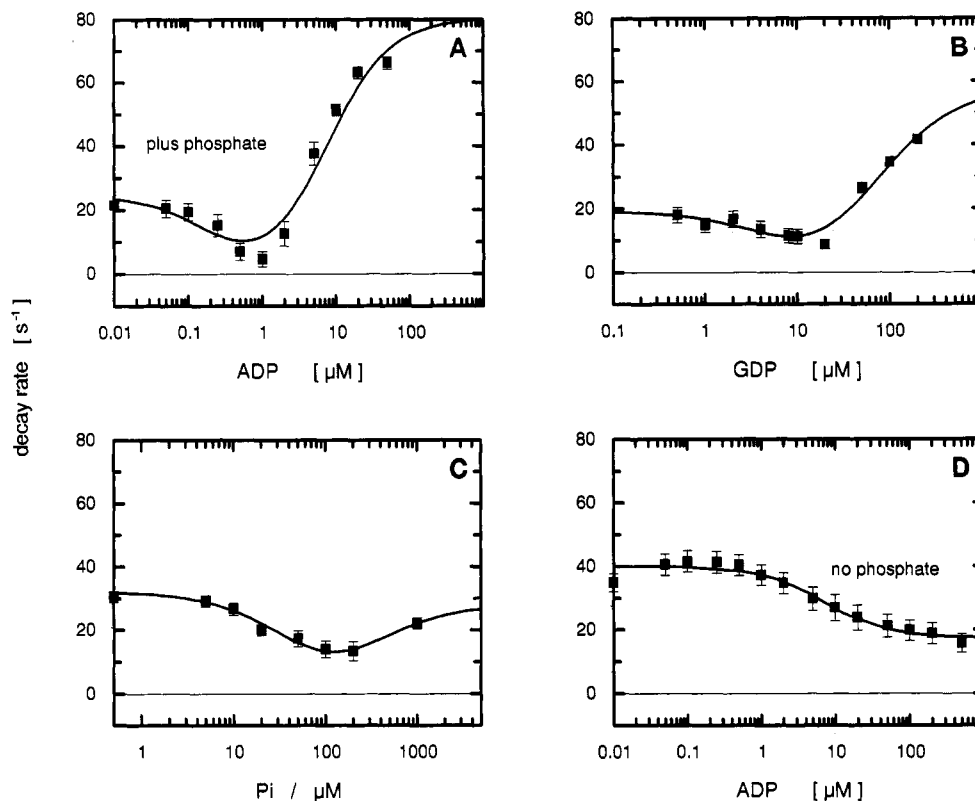 80
60
40
20
0
A
plus phosphate
0.01 0.1 1 10 100
ADP [ µM ]
80
60
40
20
0
B
0.1 1 10 100
GDP [ µM ]
decay rate [ s⁻¹ ]
80
60
40
20
0
C
1 10 100 1000
Pi / µM
80
60
40
20
0
D
no phosphate
0.01 0.1 1 10 100
ADP [ µM ]